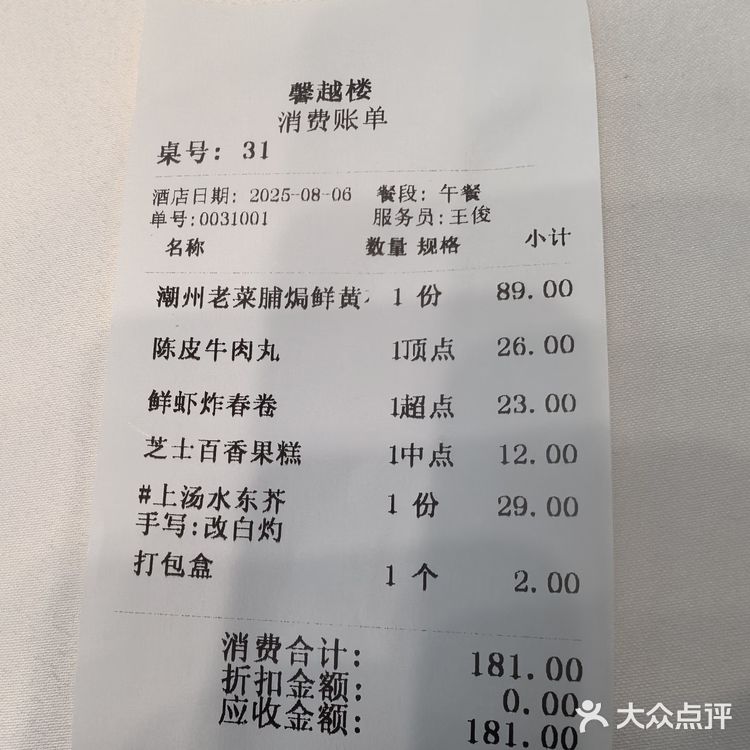 馨越楼
消费账单
桌号: 31
酒店日期: 2025-08-06 餐段: 午餐
单号:0031001 服务员:王俊
名称 数量 规格 小计
潮州老菜脯焗鲜黄 1 份 89.00
陈皮牛肉丸 1顶点 26.00
鲜虾炸春卷 1超点 23.00
芝士百香果糕 1中点 12.00
#上汤水东芥 1 份 29.00
手写:改白灼
打包盒 1 个 2.00
消费合计: 181.00
折扣金额: 0.00
应收金额: 181.00
大众点评